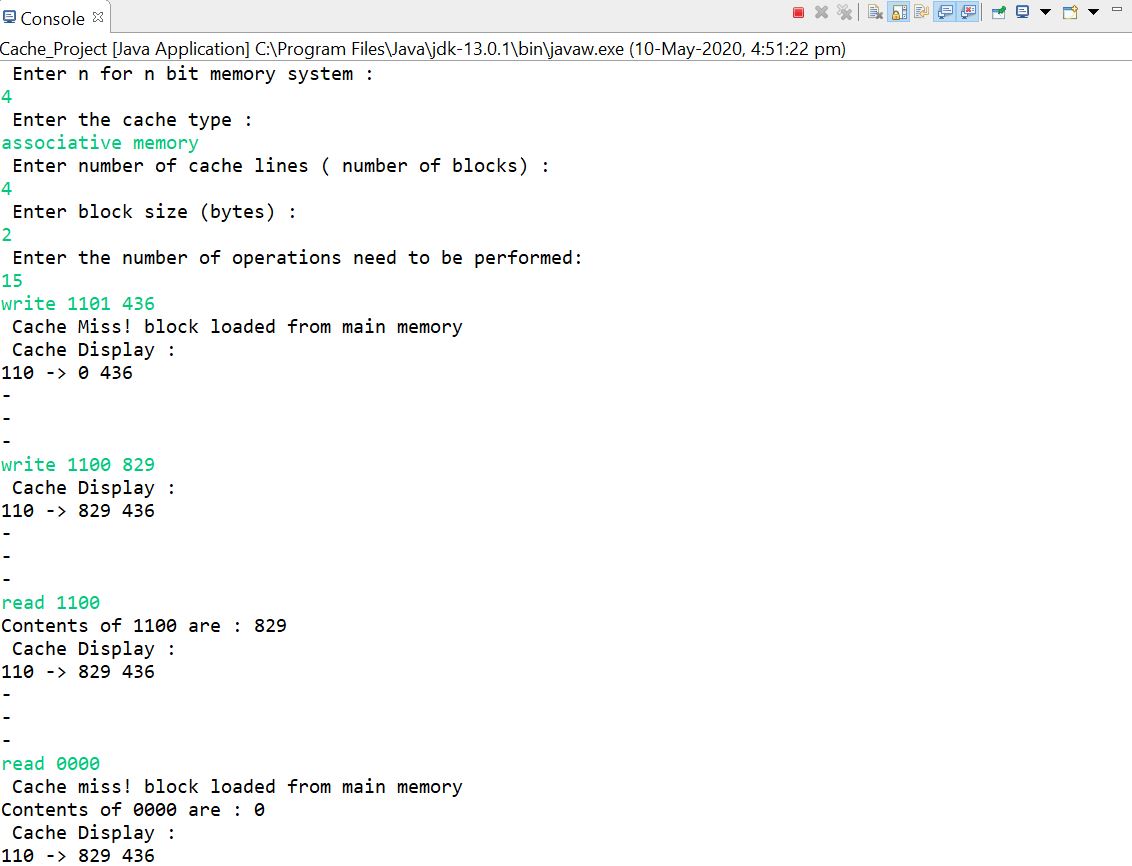 Console
Cache_Project [Java Application] C:\Program Files\Java\jdk-13.0.1\bin\javaw.exe (10-May-2020, 4:51:22 pm)
Enter n for n bit memory system :
4
Enter the cache type :
associative memory
Enter number of cache lines ( number of blocks) :
4
Enter block size (bytes) :
2
Enter the number of operations need to be performed:
15
write 1101 436
Cache Miss! block loaded from main memory
Cache Display :
110 -> 0 436
-
-
-
write 1100 829
Cache Display :
110 -> 829 436
-
-
-
read 1100
Contents of 1100 are : 829
Cache Display :
110 -> 829 436
-
-
-
read 0000
Cache miss! block loaded from main memory
Contents of 0000 are : 0
Cache Display :
110 -> 829 436